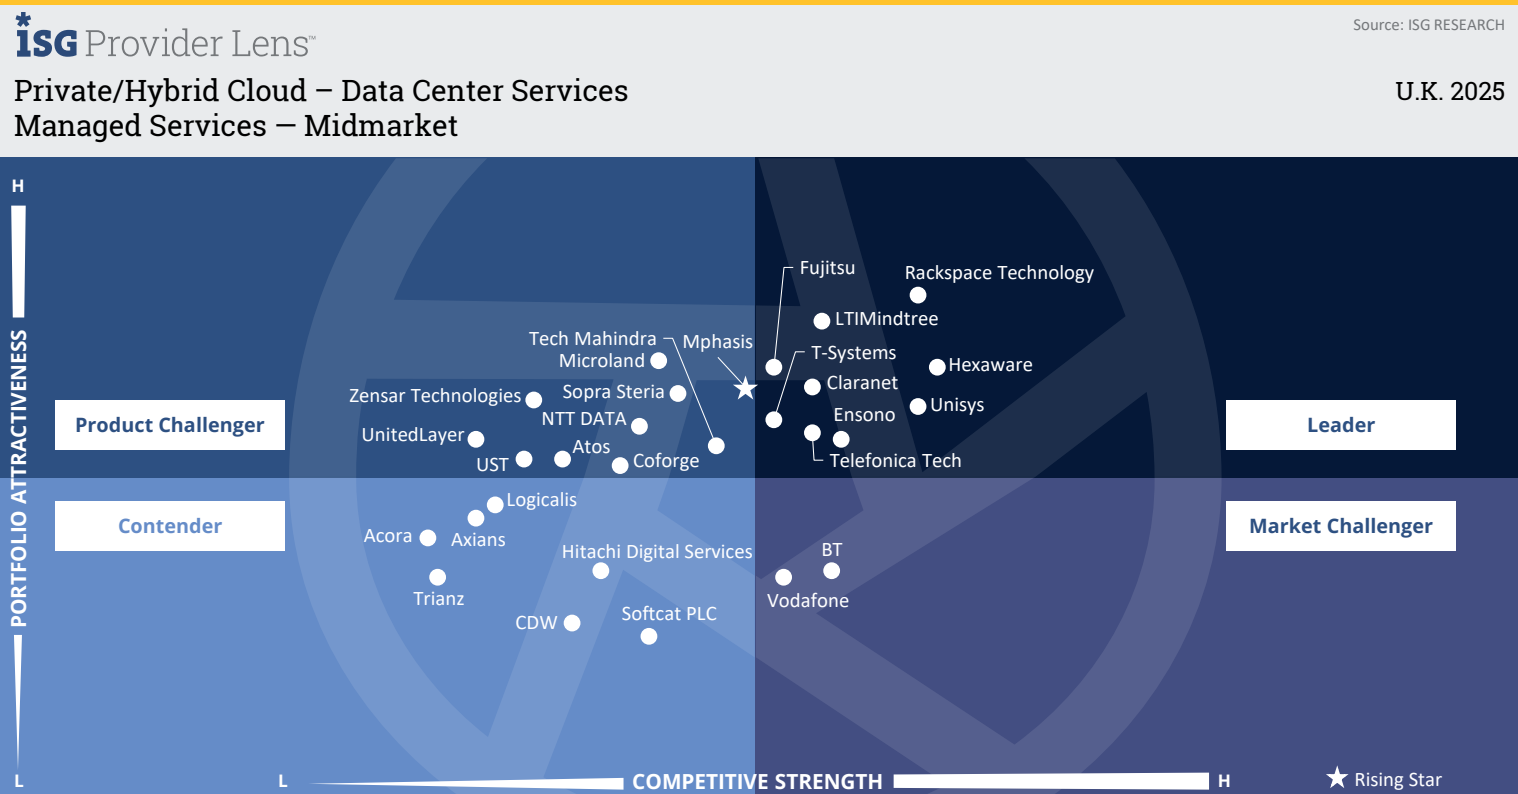 Source: ISG RESEARCH
ISG Provider Lens™
Private/Hybrid Cloud – Data Center Services
U.K. 2025
Managed Services — Midmarket
H
PORTFOLIO ATTRACTIVENESS
L
Fujitsu
Rackspace Technology
LTIMindtree
Tech Mahindra
Mphasis
T-Systems
Microland
Hexaware
Claranet
Zensar Technologies
Sopra Steria
Unisys
Ensono
NTT DATA
Product Challenger
Leader
UnitedLayer
Atos
UST
Coforge
Telefonica Tech
Logicalis
Contender
Market Challenger
Acora
Axians
Hitachi Digital Services
BT
Trianz
Vodafone
CDW
Softcat PLC
L
COMPETITIVE STRENGTH
H
Rising Star